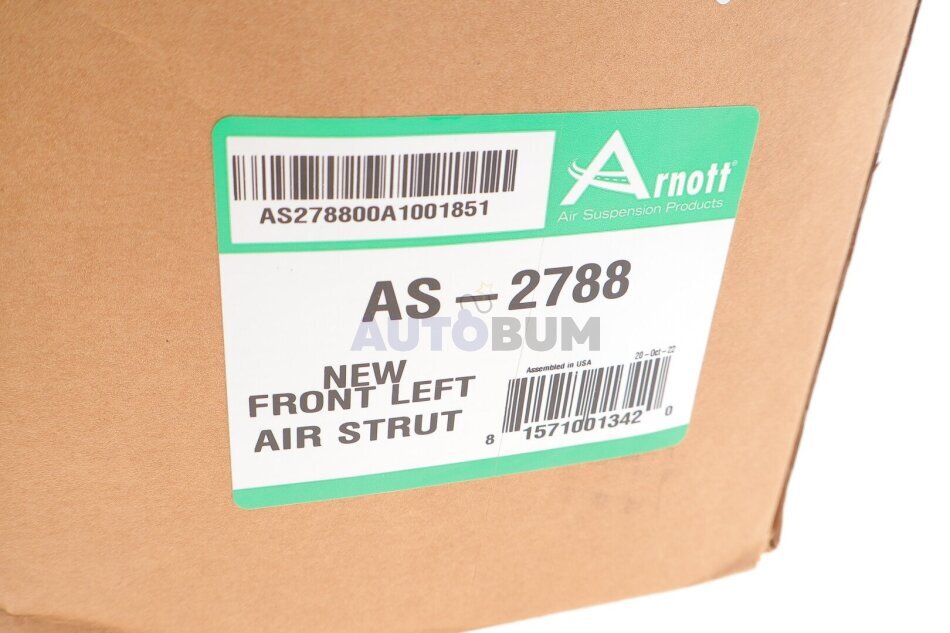 AS278800A1001851
Arnott®
Air Suspension Products
AS-2788
AUTOBUM
NEW
FRONT LEFT
AIR STRUT
Assembled in USA
20-Oct-22
8 1571001342 0